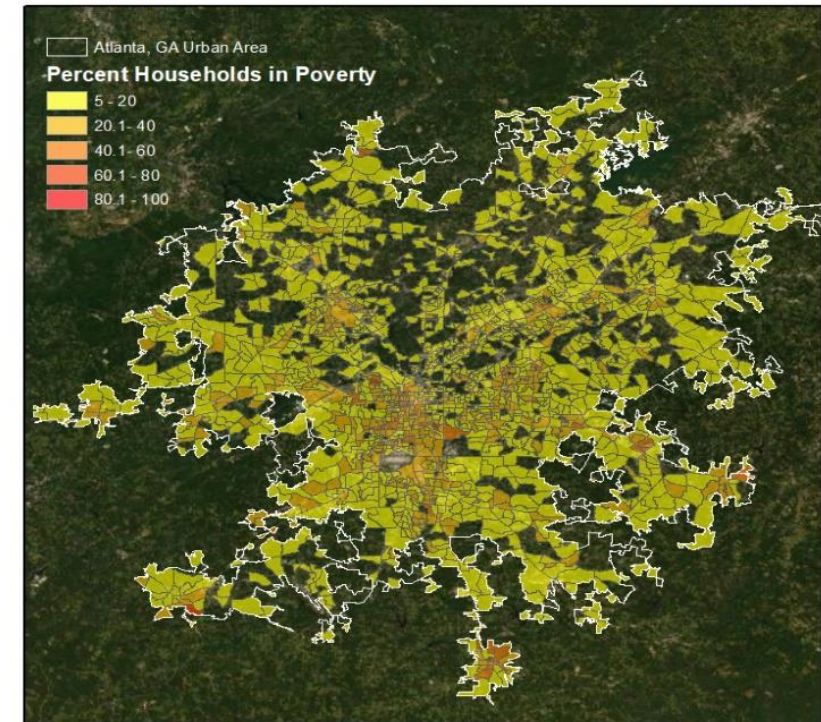 Atlanta, GA Urban Area
Percent Households in Poverty
5 - 20
20.1- 40
40.1- 60
60.1 - 80
80.1 - 100